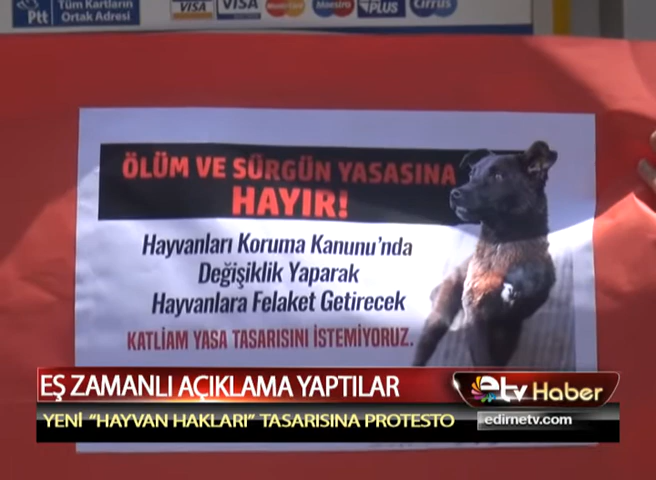 Ptt
Tüm Kartların
Ortak Adresi
VISA VISA MasterCard Maestro PLUS Cirrus
ÖLÜM VE SÜRGÜN YASASINA
HAYIR!
Hayvanları Koruma Kanunu'nda
Değişiklik Yaparak
Hayvanlara Felaket Getirecek
KATLİAM YASA TASARISINI İSTEMİYORUZ.
EŞ ZAMANLI AÇIKLAMA YAPTILAR
etv Haber
YENİ "HAYVAN HAKLARI" TASARISINA PROTESTO
edirnetv.com